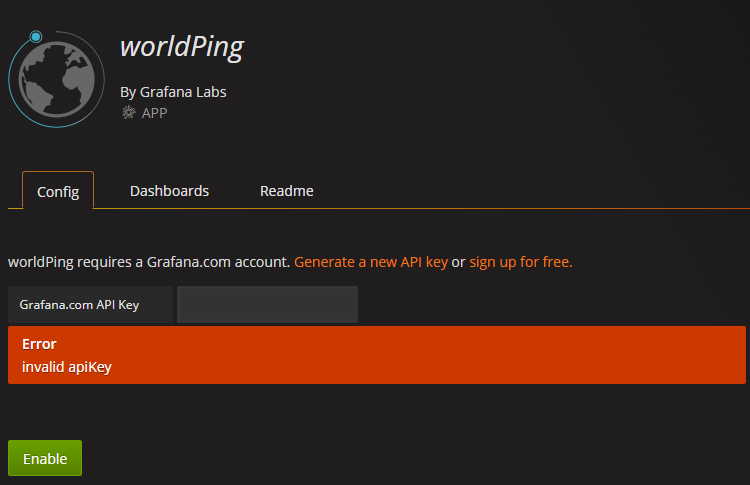 worldPing
By Grafana Labs
APP
Config Dashboards Readme
worldPing requires a Grafana.com account. Generate a new API key or sign up for free.
Grafana.com API Key
Error
invalid apiKey
Enable